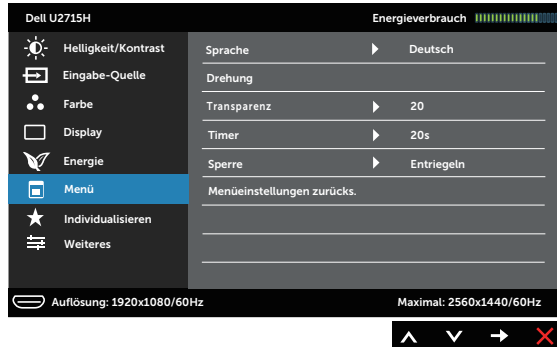 Dell U2715H Energieverbrauch
Helligkeit/Kontrast
Eingabe-Quelle
Farbe
Display
Energie
Menü
Individualisieren
Weiteres
Sprache Deutsch
Drehung
Transparenz 20
Timer 20s
Sperre Entriegeln
Menüeinstellungen zurücks.
Auflösung: 1920x1080/60Hz Maximal: 2560x1440/60Hz